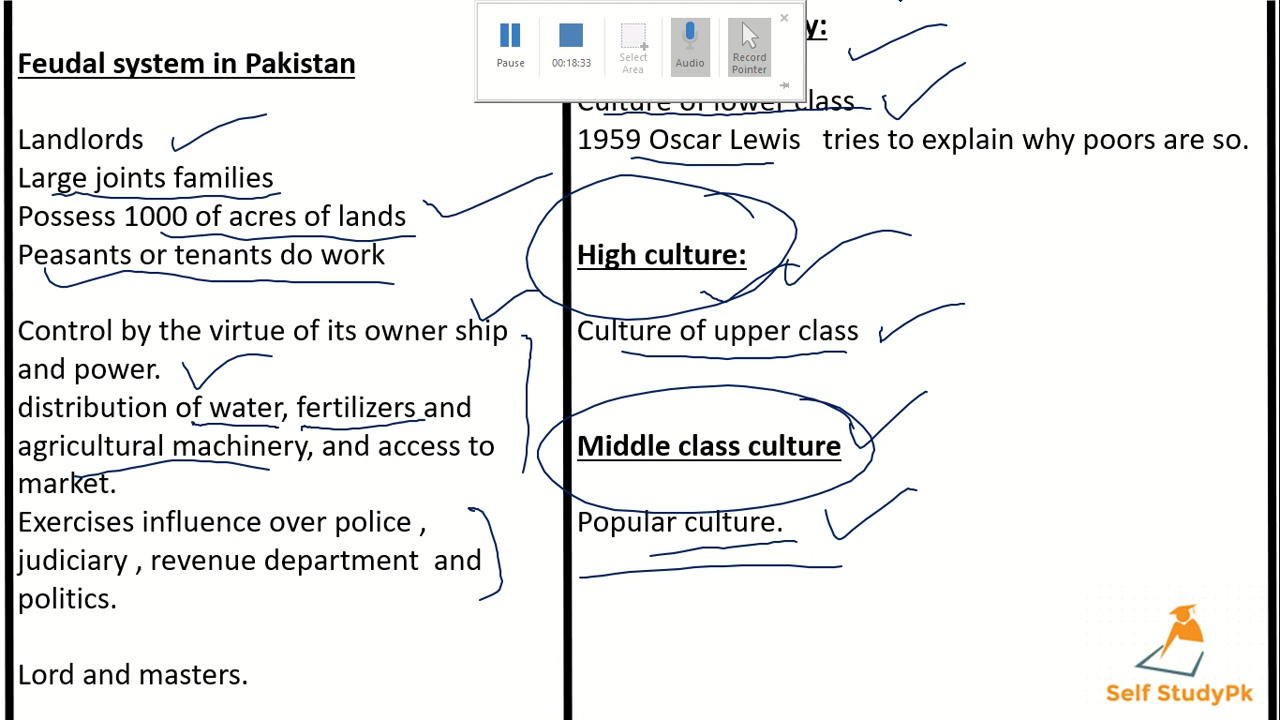 Feudal system in Pakistan
Landlords
Large joints families
Possess 1000 of acres of lands
Peasants or tenants do work
Control by the virtue of its owner ship
and power.
distribution of water, fertilizers and
agricultural machinery, and access to
market.
Exercises influence over police ,
judiciary , revenue department and
politics.
Lord and masters.
Pause
00:18:33
Select
Area
Audio
Record
Pointer
y:
Culture of lower class
1959 Oscar Lewis tries to explain why poors are so.
High culture:
Culture of upper class
Middle class culture
Popular culture.
Self StudyPk